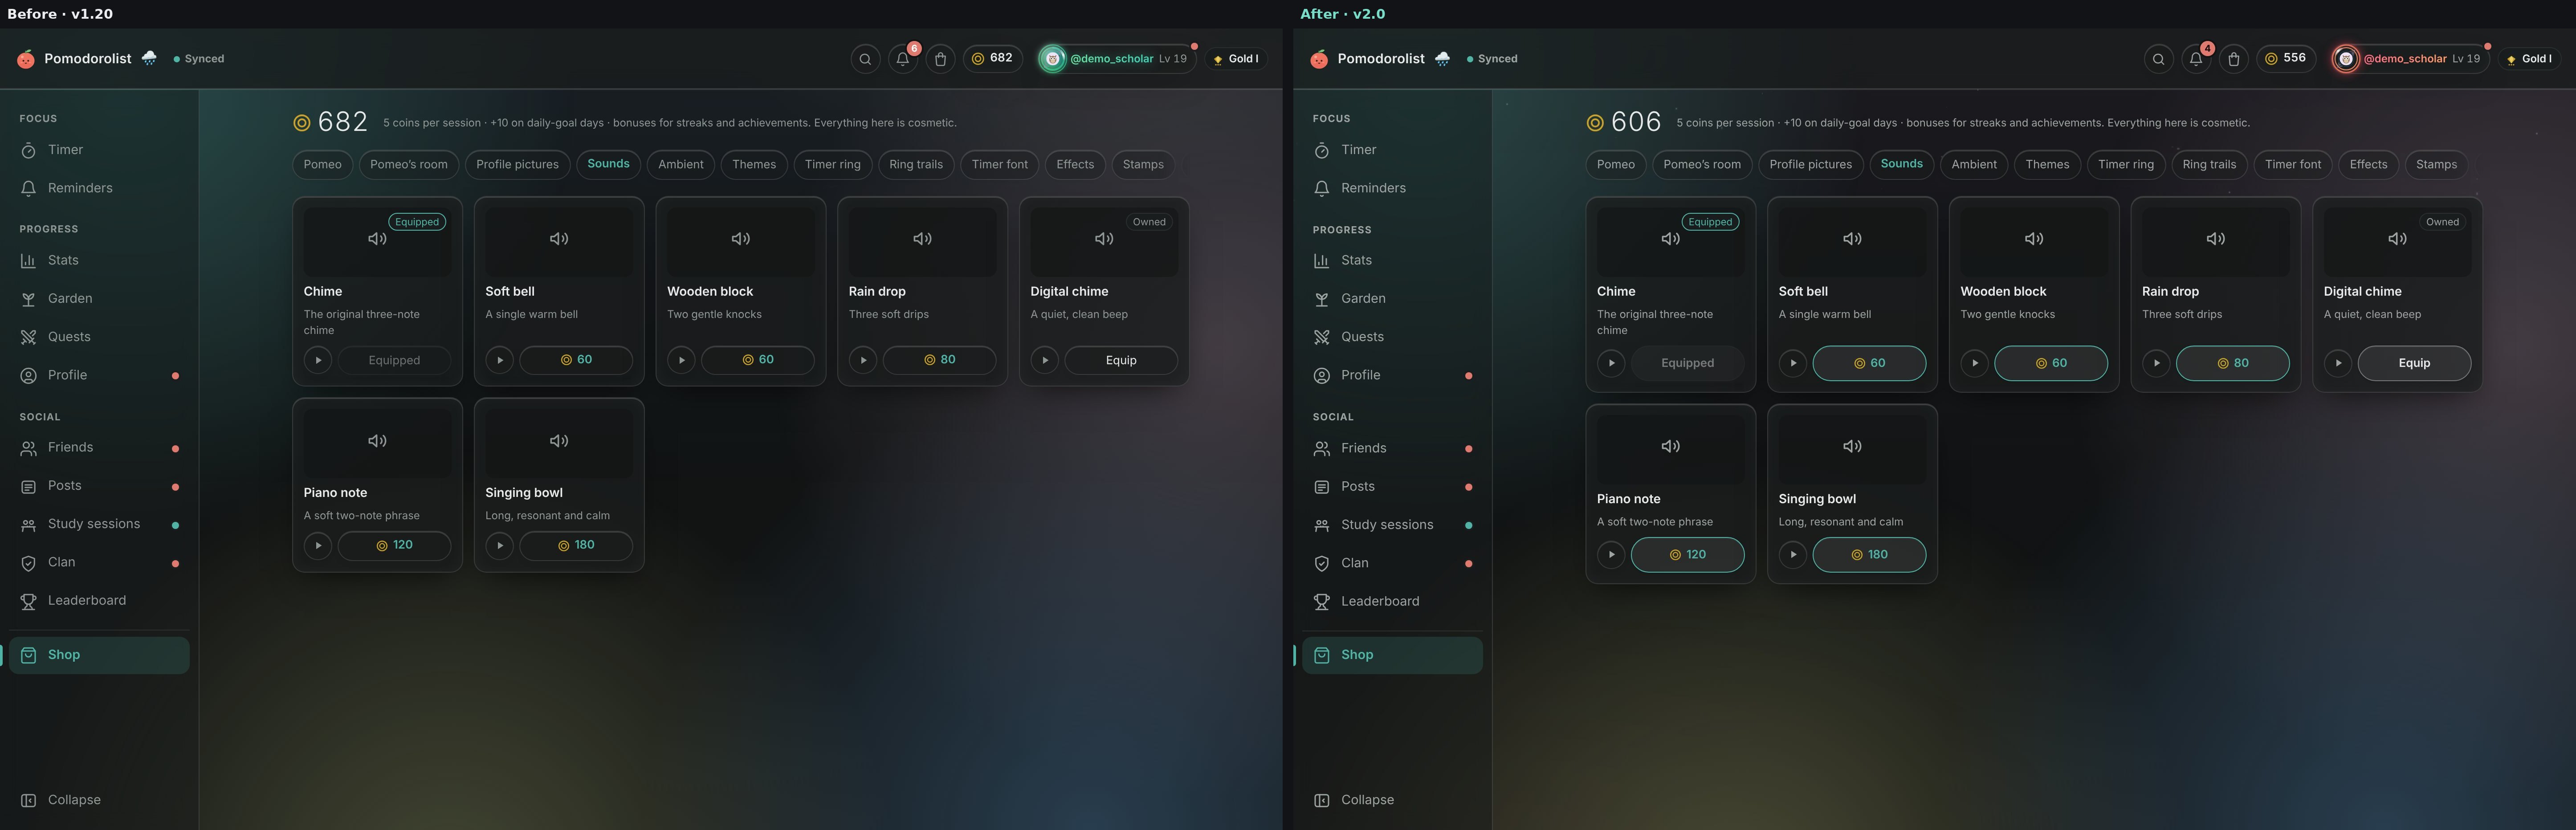 Before · v1.20
Pomodorolist
Synced
6
682
@demo_scholar Lv 19
Gold I
FOCUS
Timer
Reminders
PROGRESS
Stats
Garden
Quests
Profile
SOCIAL
Friends
Posts
Study sessions
Clan
Leaderboard
Shop
Collapse
682
5 coins per session · +10 on daily-goal days · bonuses for streaks and achievements. Everything here is cosmetic.
Pomeo
Pomeo’s room
Profile pictures
Sounds
Ambient
Themes
Timer ring
Ring trails
Timer font
Effects
Stamps
Equipped
Chime
The original three-note
chime
Equipped
Soft bell
A single warm bell
60
Wooden block
Two gentle knocks
60
Rain drop
Three soft drips
80
Owned
Digital chime
A quiet, clean beep
Equip
Piano note
A soft two-note phrase
120
Singing bowl
Long, resonant and calm
180
After · v2.0
Pomodorolist
Synced
4
556
@demo_scholar Lv 19
Gold I
FOCUS
Timer
Reminders
PROGRESS
Stats
Garden
Quests
Profile
SOCIAL
Friends
Posts
Study sessions
Clan
Leaderboard
Shop
Collapse
606
5 coins per session · +10 on daily-goal days · bonuses for streaks and achievements. Everything here is cosmetic.
Pomeo
Pomeo’s room
Profile pictures
Sounds
Ambient
Themes
Timer ring
Ring trails
Timer font
Effects
Stamps
Equipped
Chime
The original three-note
chime
Equipped
Soft bell
A single warm bell
60
Wooden block
Two gentle knocks
60
Rain drop
Three soft drips
80
Owned
Digital chime
A quiet, clean beep
Equip
Piano note
A soft two-note phrase
120
Singing bowl
Long, resonant and calm
180